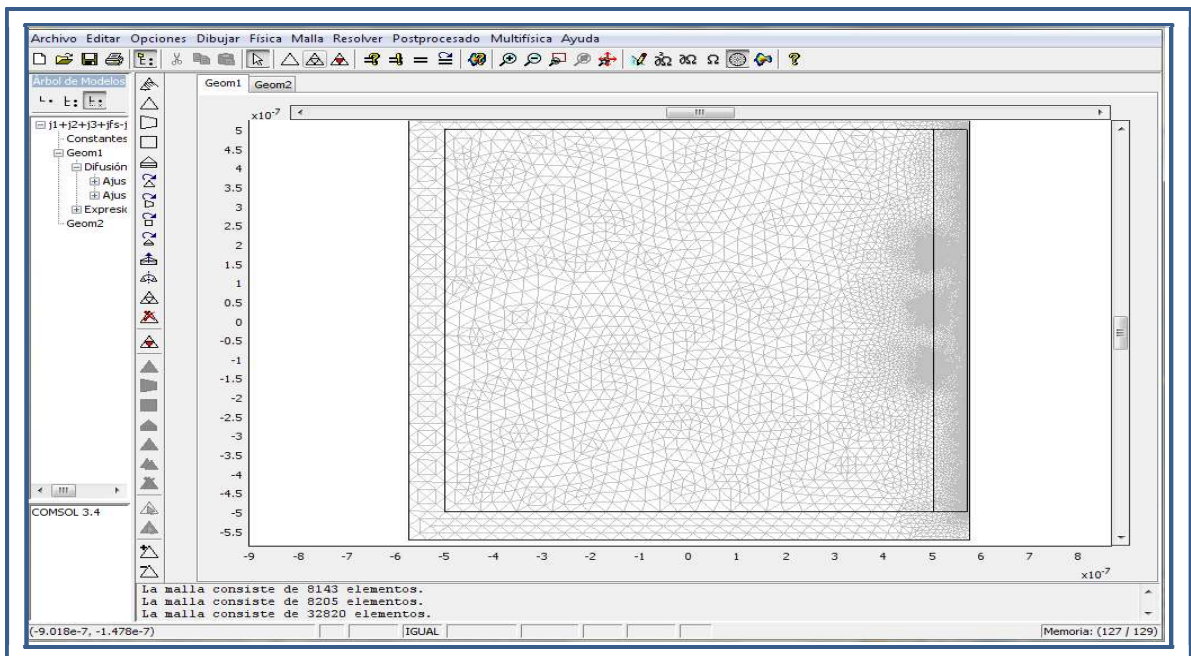 Archivo Editar Opciones Dibujar Física Malla Resolver Postprocesado Multifísica Ayuda
Árbol de Modelos
Geom1 Geom2
j1+j2+j3+jfs-j
Constantes
Geom1
Difusión
Ajus
Ajus
Expresi
Geom2
x10-7
5
4.5
4
3.5
3
2.5
2
1.5
1
0.5
0
-0.5
-1
-1.5
-2
-2.5
-3
-3.5
-4
-4.5
-5
-5.5
-9 -8 -7 -6 -5 -4 -3 -2 -1 0 1 2 3 4 5 6 7 8
x10-7
COMSOL 3.4
La malla consiste de 8143 elementos.
La malla consiste de 8205 elementos.
La malla consiste de 32820 elementos.
(-9.018e-7, -1.478e-7) IGUAL Memoria: (127 / 129)